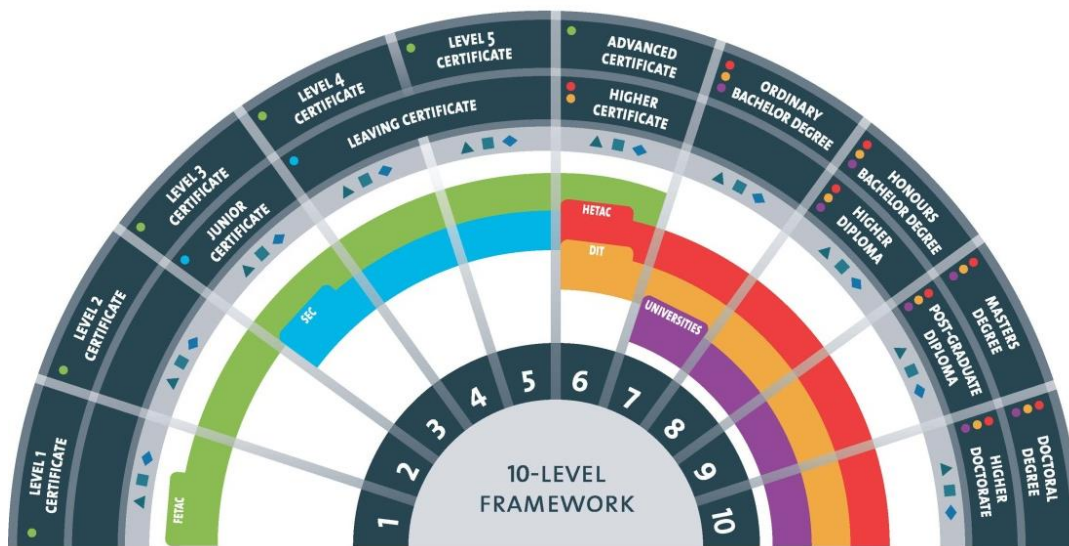 LEVEL 1
CERTIFICATE
LEVEL 2
CERTIFICATE
LEVEL 3
CERTIFICATE
LEVEL 4
CERTIFICATE
LEVEL 5
CERTIFICATE
ADVANCED
CERTIFICATE
ORDINARY
BACHELOR DEGREE
HONOURS
BACHELOR DEGREE
MASTERS
DEGREE
DOCTORAL
DEGREE
JUNIOR
CERTIFICATE
LEAVING CERTIFICATE
HIGHER
CERTIFICATE
HIGHER
DIPLOMA
POST-GRADUATE
DIPLOMA
HIGHER
DOCTORATE
FETAC
SEC
HETAC
DIT
UNIVERSITIES
1
2
3
4
5
6
7
8
9
10
10-LEVEL
FRAMEWORK